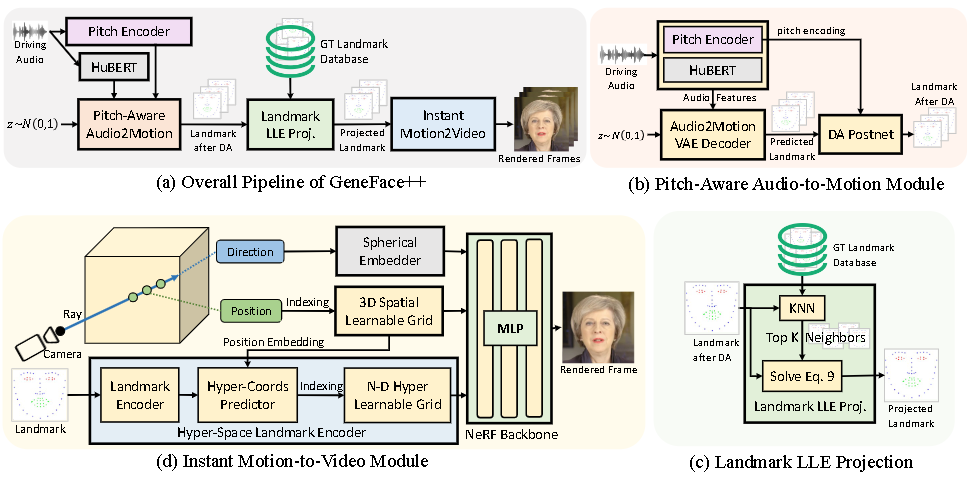 Driving
Audio
Pitch Encoder
HuBERT
z~N(0,1)
Pitch-Aware
Audio2Motion
Landmark
after DA
GT Landmark
Database
Landmark
LLE Proj.
Projected
Landmark
Instant
Motion2Video
Rendered Frames
(a) Overall Pipeline of GeneFace++
Driving
Audio
Pitch Encoder
HuBERT
pitch encoding
Audio Features
z~N(0,1)
Audio2Motion
VAE Decoder
Predicted
Landmark
DA Postnet
Landmark
After DA
(b) Pitch-Aware Audio-to-Motion Module
Ray
Camera
Direction
Position
Indexing
Spherical
Embedder
3D Spatial
Learnable Grid
Position Embedding
Landmark
Landmark
Encoder
Hyper-Coords
Predictor
Indexing
N-D Hyper
Learnable Grid
Hyper-Space Landmark Encoder
MLP
NeRF Backbone
Rendered Frame
(d) Instant Motion-to-Video Module
GT Landmark
Database
Landmark
after DA
KNN
Top K Neighbors
Solve Eq. 9
Landmark LLE Proj.
Projected
Landmark
(c) Landmark LLE Projection